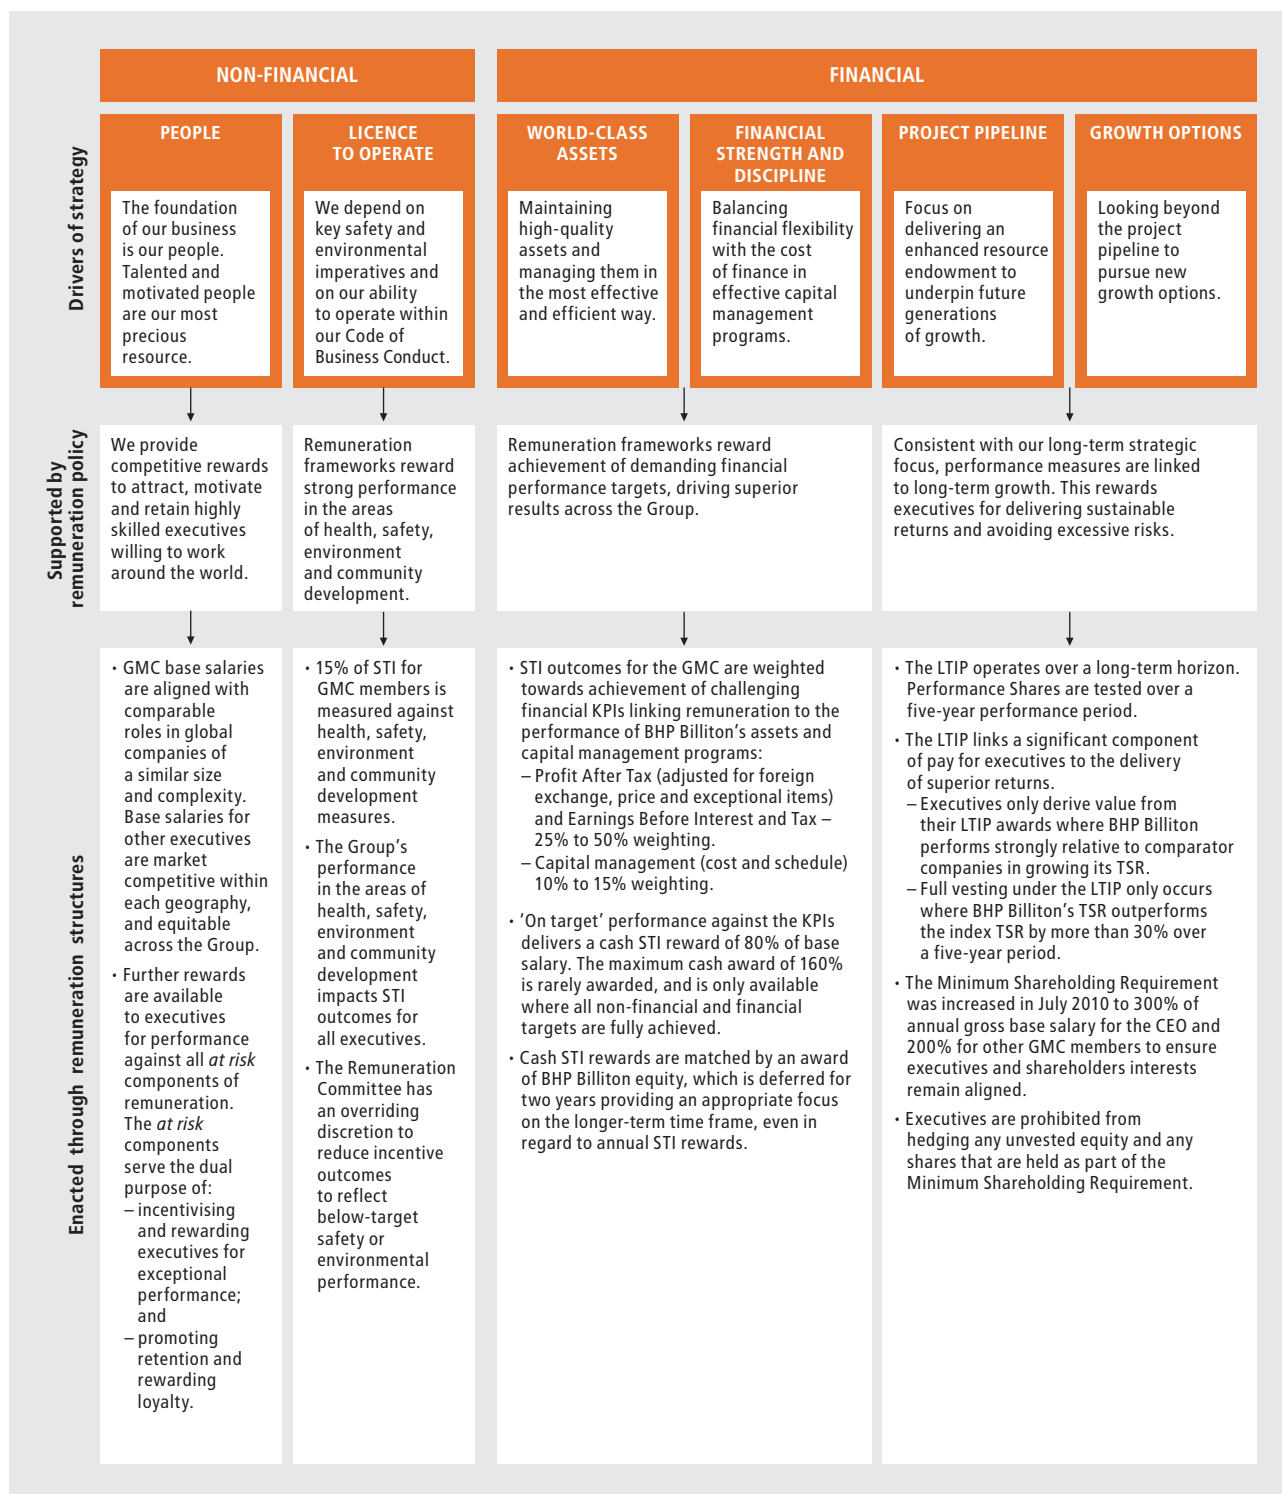 NON-FINANCIAL
FINANCIAL
Drivers of strategy
PEOPLE
The foundation
of our business
is our people.
Talented and
motivated people
are our most
precious
resource.
LICENCE
TO OPERATE
We depend on
key safety and
environmental
imperatives and
on our ability
to operate within
our Code of
Business Conduct.
WORLD-CLASS
ASSETS
Maintaining
high-quality
assets and
managing them in
the most effective
and efficient way.
FINANCIAL
STRENGTH AND
DISCIPLINE
Balancing
financial flexibility
with the cost
of finance in
effective capital
management
programs.
PROJECT PIPELINE
Focus on
delivering an
enhanced resource
endowment to
underpin future
generations
of growth.
GROWTH OPTIONS
Looking beyond
the project
pipeline to
pursue new
growth options.
Supported by
remuneration policy
We provide
competitive rewards
to attract, motivate
and retain highly
skilled executives
willing to work
around the world.
Remuneration
frameworks reward
strong performance
in the areas
of health, safety,
environment
and community
development.
Remuneration frameworks reward
achievement of demanding financial
performance targets, driving superior
results across the Group.
Consistent with our long-term strategic
focus, performance measures are linked
to long-term growth. This rewards
executives for delivering sustainable
returns and avoiding excessive risks.
Enacted through remuneration structures
· GMC base salaries
are aligned with
comparable
roles in global
companies of
a similar size
and complexity.
Base salaries for
other executives
are market
competitive within
each geography,
and equitable
across the Group.
· Further rewards
are available
to executives
for performance
against all at risk
components of
remuneration.
The at risk
components
serve the dual
purpose of:
– incentivising
and rewarding
executives for
exceptional
performance;
and
– promoting
retention and
rewarding
loyalty.
· 15% of STI for
GMC members is
measured against
health, safety,
environment
and community
development
measures.
· The Group's
performance
in the areas of
health, safety,
environment
and community
development
impacts STI
outcomes for
all executives.
· The Remuneration
Committee has
an overriding
discretion to
reduce incentive
outcomes
to reflect
below-target
safety or
environmental
performance.
· STI outcomes for the GMC are weighted
towards achievement of challenging
financial KPIs linking remuneration to the
performance of BHP Billiton's assets and
capital management programs:
– Profit After Tax (adjusted for foreign
exchange, price and exceptional items)
and Earnings Before Interest and Tax –
25% to 50% weighting.
– Capital management (cost and schedule)
10% to 15% weighting.
· 'On target' performance against the KPIs
delivers a cash STI reward of 80% of base
salary. The maximum cash award of 160%
is rarely awarded, and is only available
where all non-financial and financial
targets are fully achieved.
· Cash STI rewards are matched by an award
of BHP Billiton equity, which is deferred for
two years providing an appropriate focus
on the longer-term time frame, even in
regard to annual STI rewards.
· The LTIP operates over a long-term horizon.
Performance Shares are tested over a
five-year performance period.
· The LTIP links a significant component
of pay for executives to the delivery
of superior returns.
– Executives only derive value from
their LTIP awards where BHP Billiton
performs strongly relative to comparator
companies in growing its TSR.
– Full vesting under the LTIP only occurs
where BHP Billiton's TSR outperforms
the index TSR by more than 30% over
a five-year period.
· The Minimum Shareholding Requirement
was increased in July 2010 to 300% of
annual gross base salary for the CEO and
200% for other GMC members to ensure
executives and shareholders interests
remain aligned.
· Executives are prohibited from
hedging any unvested equity and any
shares that are held as part of the
Minimum Shareholding Requirement.